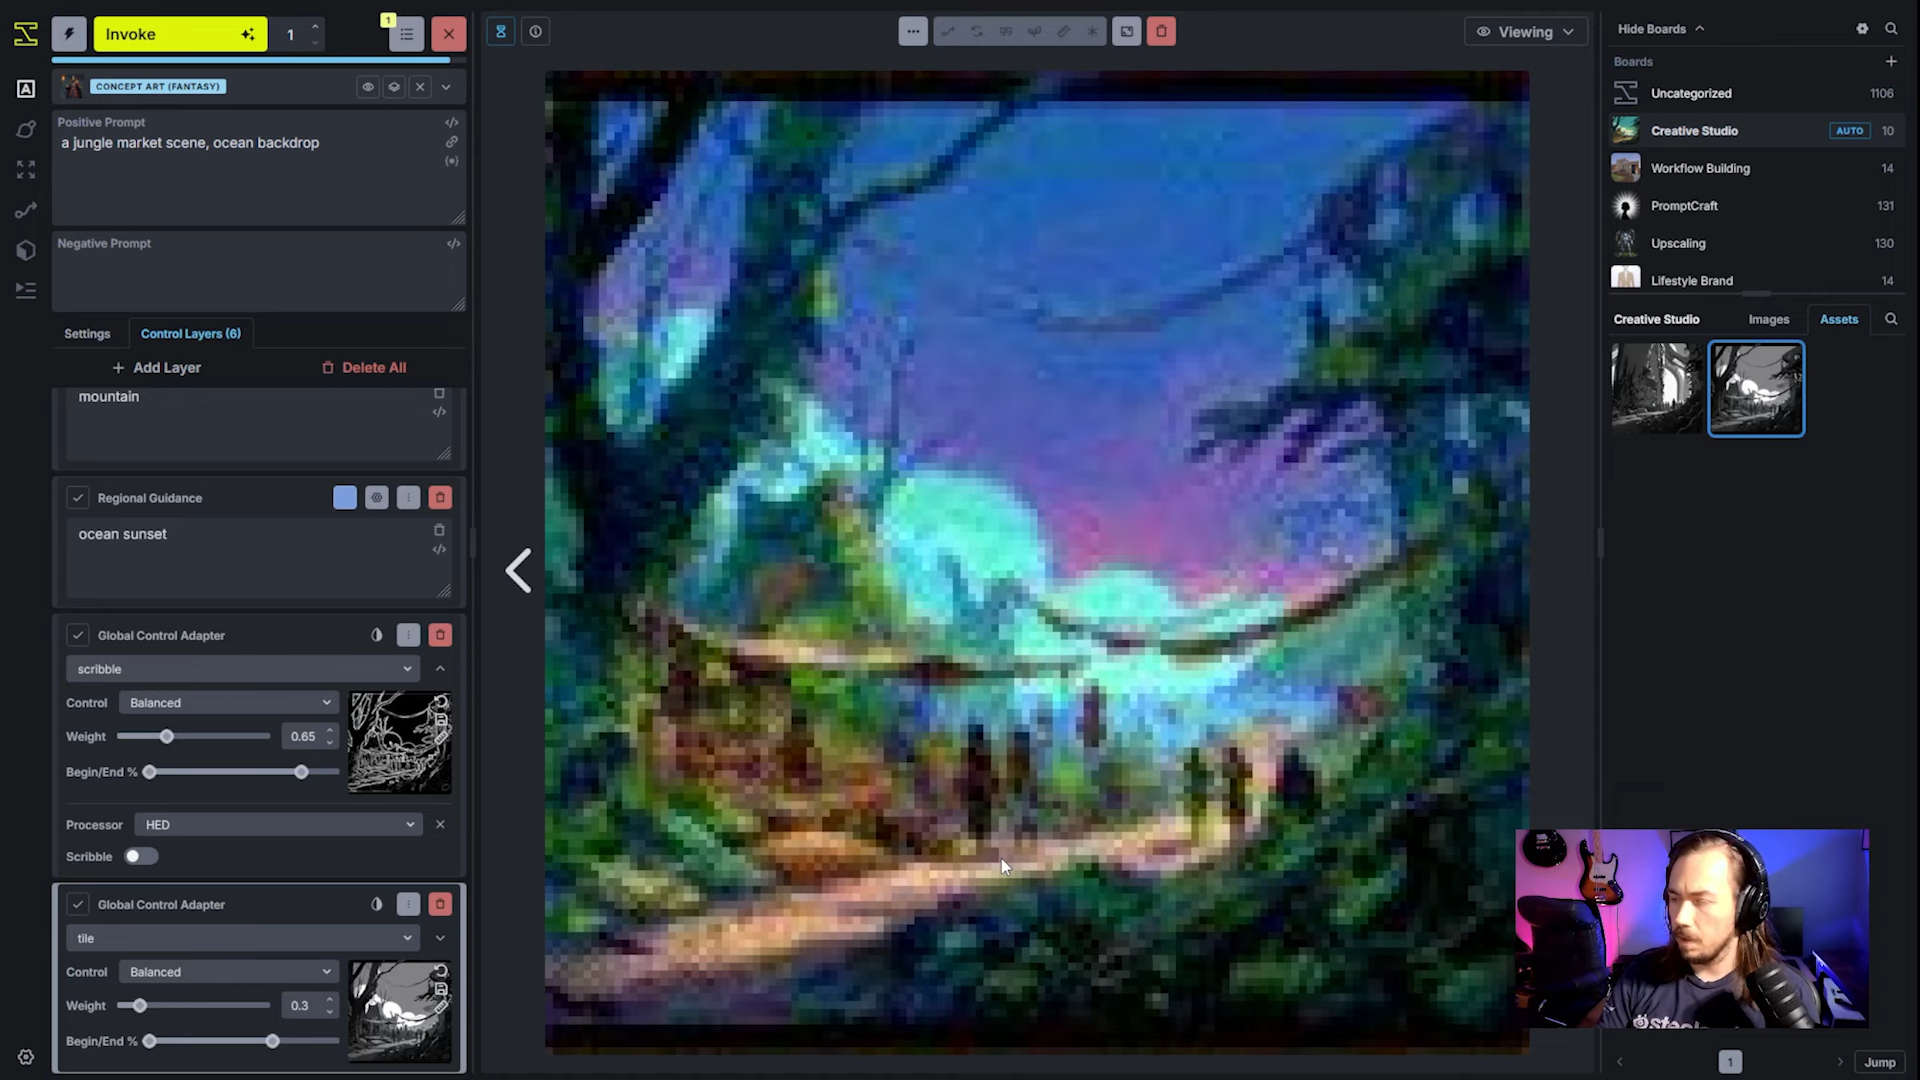 Invoke
1
1
Viewing
Hide Boards
Boards
Uncategorized
1106
Creative Studio
AUTO
10
Workflow Building
14
PromptCraft
131
Upscaling
130
Lifestyle Brand
14
Creative Studio
Images
Assets
CONCEPT ART (FANTASY)
Positive Prompt
a jungle market scene, ocean backdrop
Negative Prompt
Settings
Control Layers (6)
Add Layer
Delete All
mountain
Regional Guidance
ocean sunset
Global Control Adapter
scribble
Control
Balanced
Weight
0.65
Begin/End %
Processor
HED
Scribble
Global Control Adapter
tile
Control
Balanced
Weight
0.3
Begin/End %
1
Jump